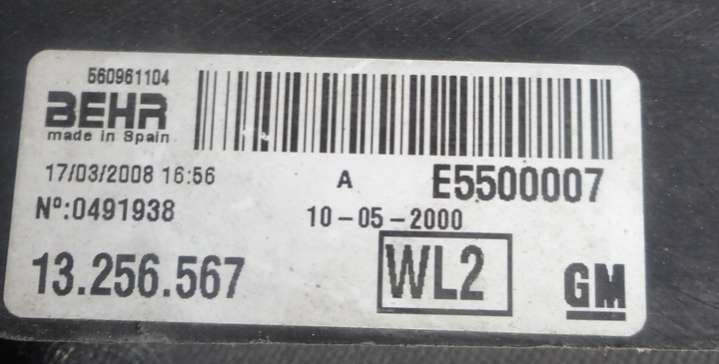 560961104
BEHR
made in Spain
17/03/2008 16:56
A
E5500007
Nº:0491938
10-05-2000
13.256.567
WL2
GM